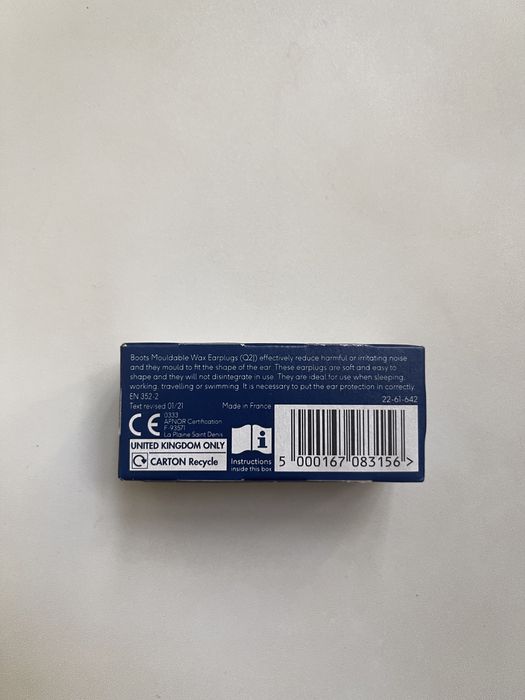 Boots Mouldable Wax Earplugs (Q2J) effectively reduce harmful or irritating noise
and they mould to fit the shape of the ear. These earplugs are soft and easy to
shape and they will not disintegrate in use. They are ideal for use when sleeping,
working, travelling or swimming. It is necessary to put the ear protection in correctly.
EN 352-2
22-61-642
Text revised 01/21
Made in France
CE
0333
AFNOR Certification
F-93571
La Plaine Saint Denis
UNITED KINGDOM ONLY
CARTON Recycle
Instructions
inside this box
5 000167 083156 >